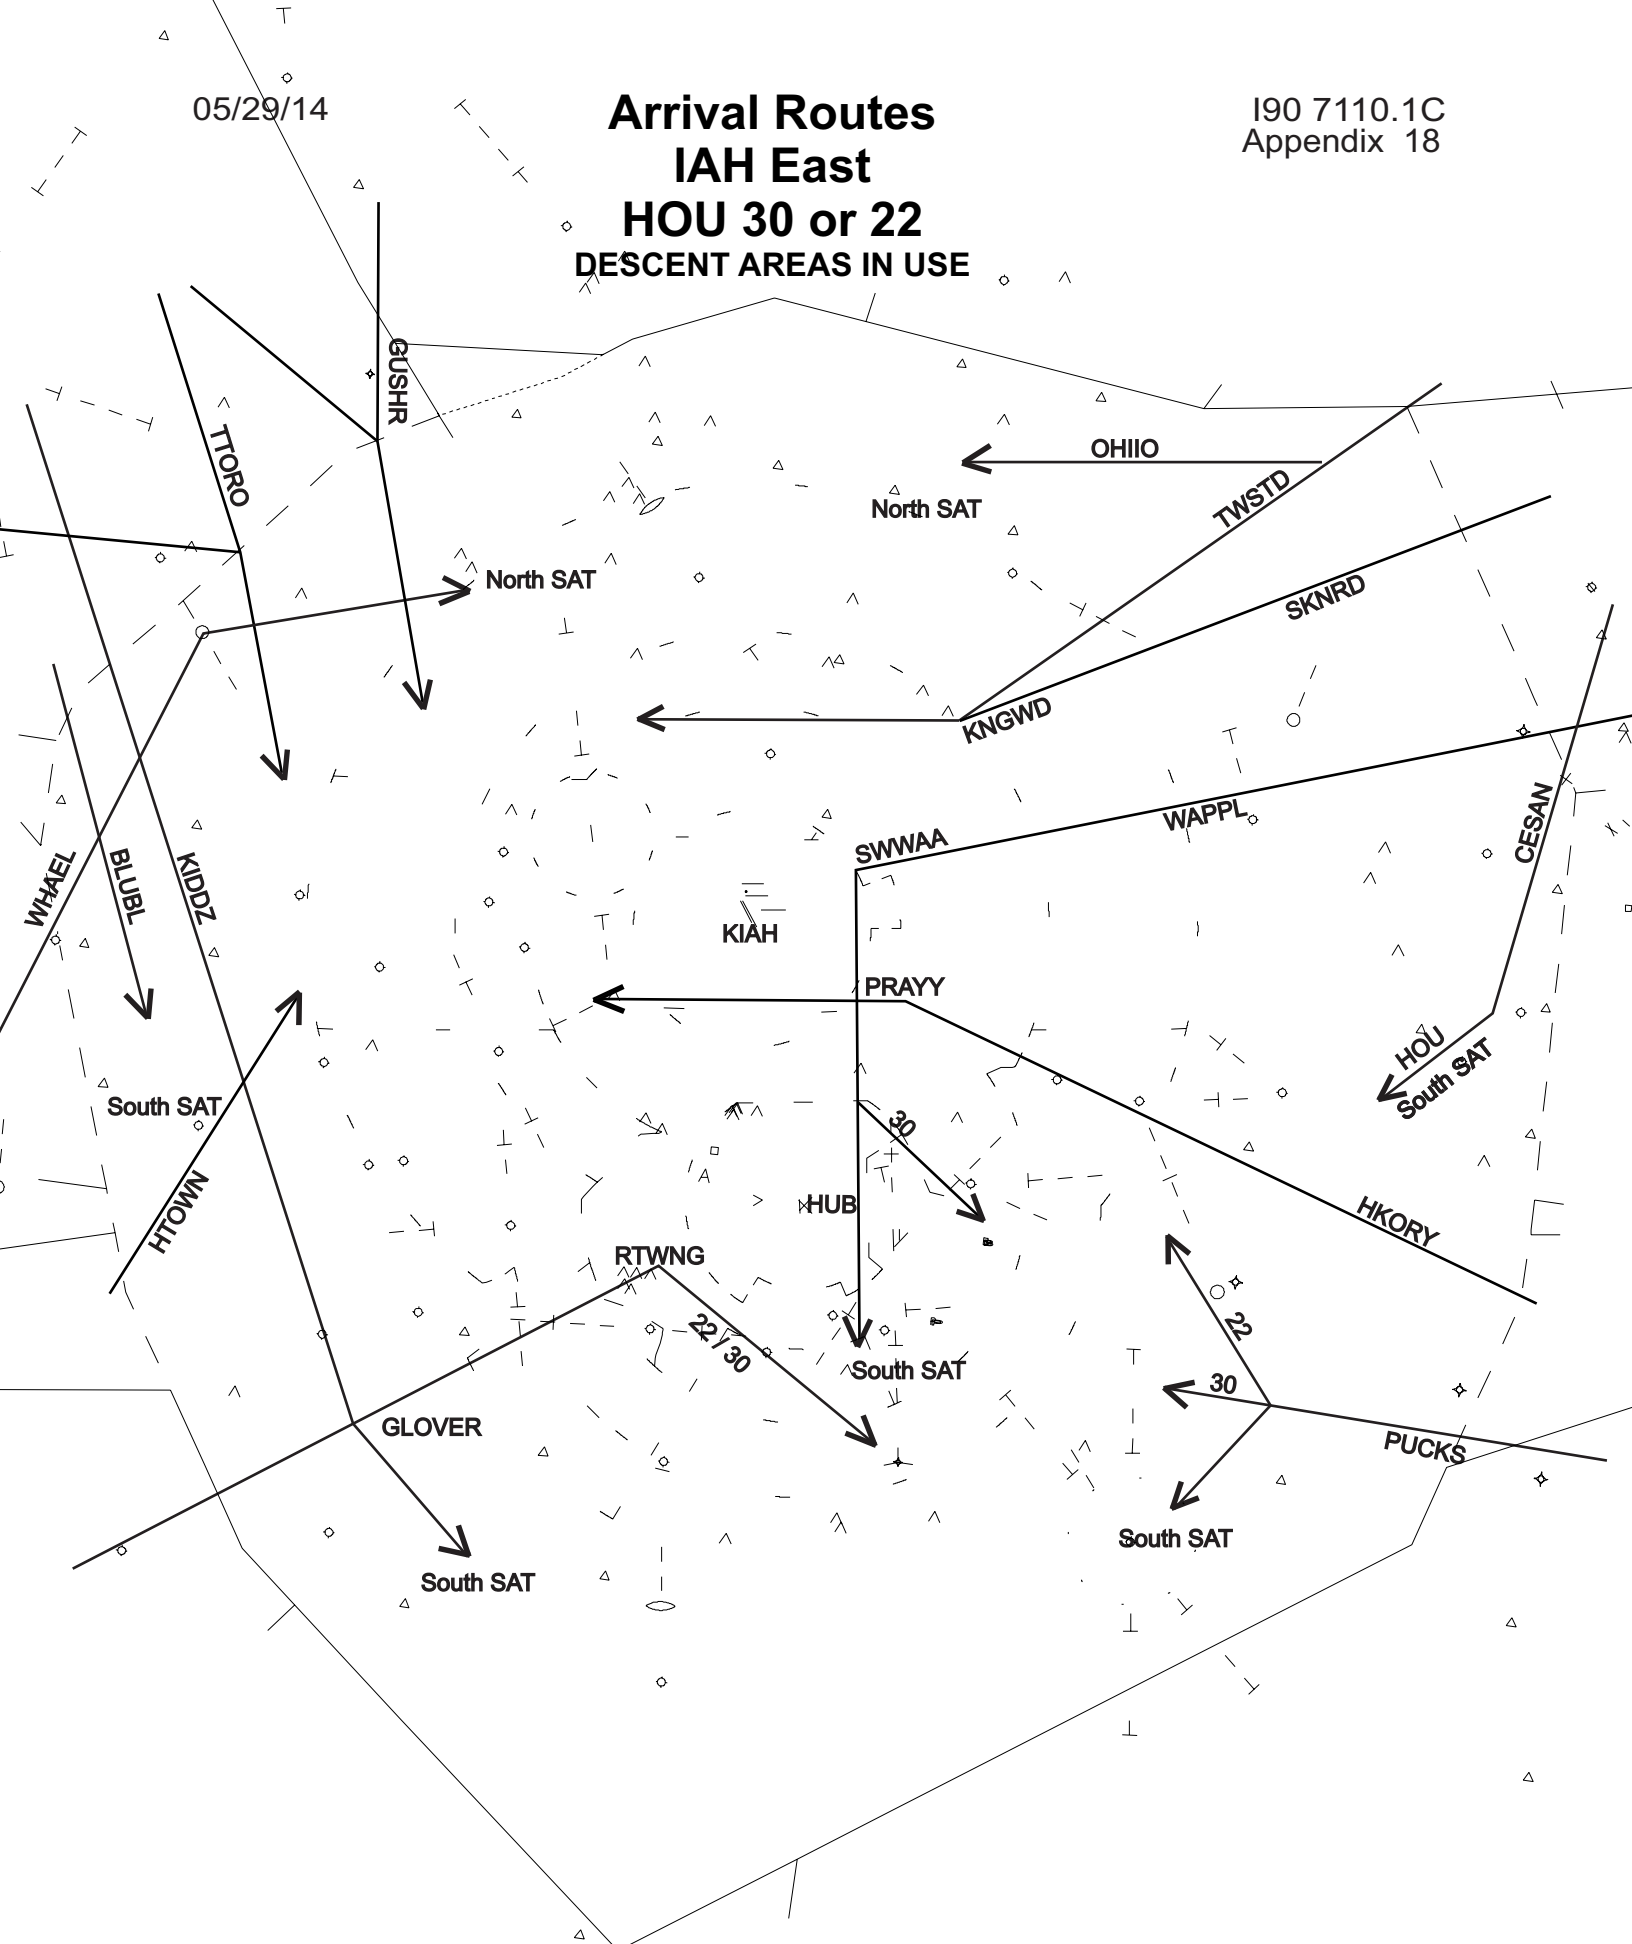 05/29/14
Arrival Routes
IAH East
HOU 30 or 22
DESCENT AREAS IN USE
I90 7110.1C
Appendix 18
GUSHR
TTORO
OHIIO
North SAT
TWSTD
North SAT
SKNRD
KNGWD
WAPPL
SWWAA
CESAN
WHAEL
BLUBL
KIDDZ
KIAH
PRAYY
HOU
South SAT
South SAT
30
HTOWN
HUB
HKORY
RTWNG
22 / 30
22
South SAT
30
GLOVER
PUCKS
South SAT
South SAT